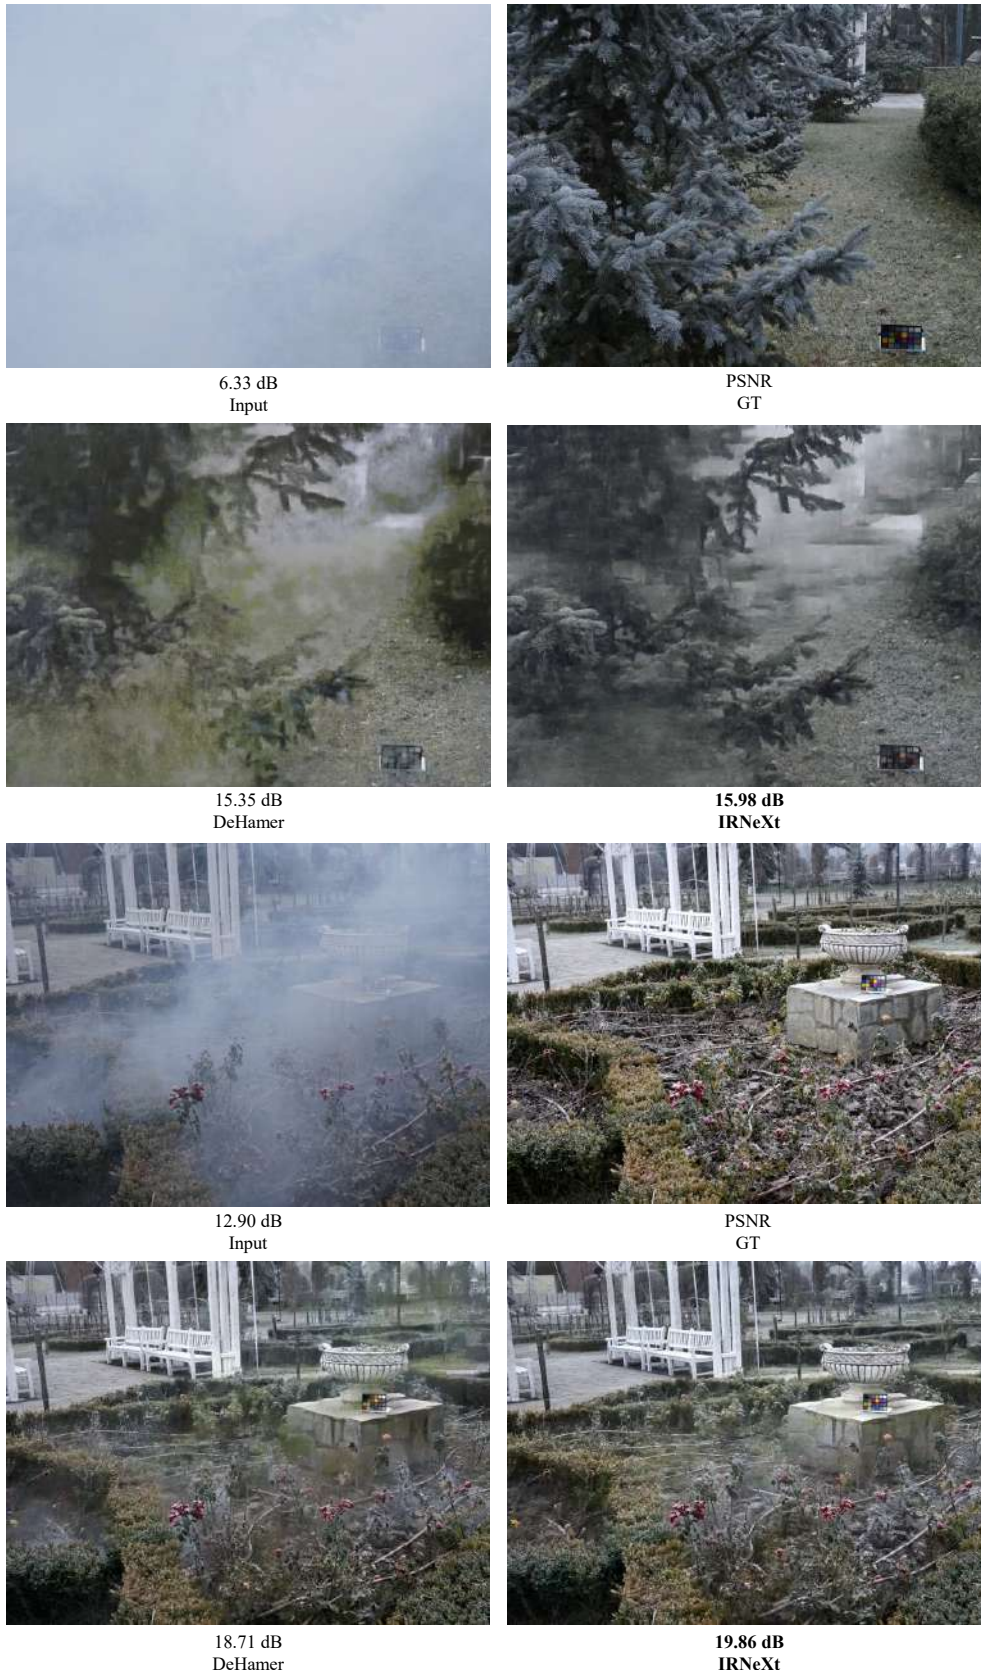 6.33 dB
Input
PSNR
GT
15.35 dB
DeHamer
15.98 dB
IRNeXt
12.90 dB
Input
PSNR
GT
18.71 dB
DeHamer
19.86 dB
IRNeXt